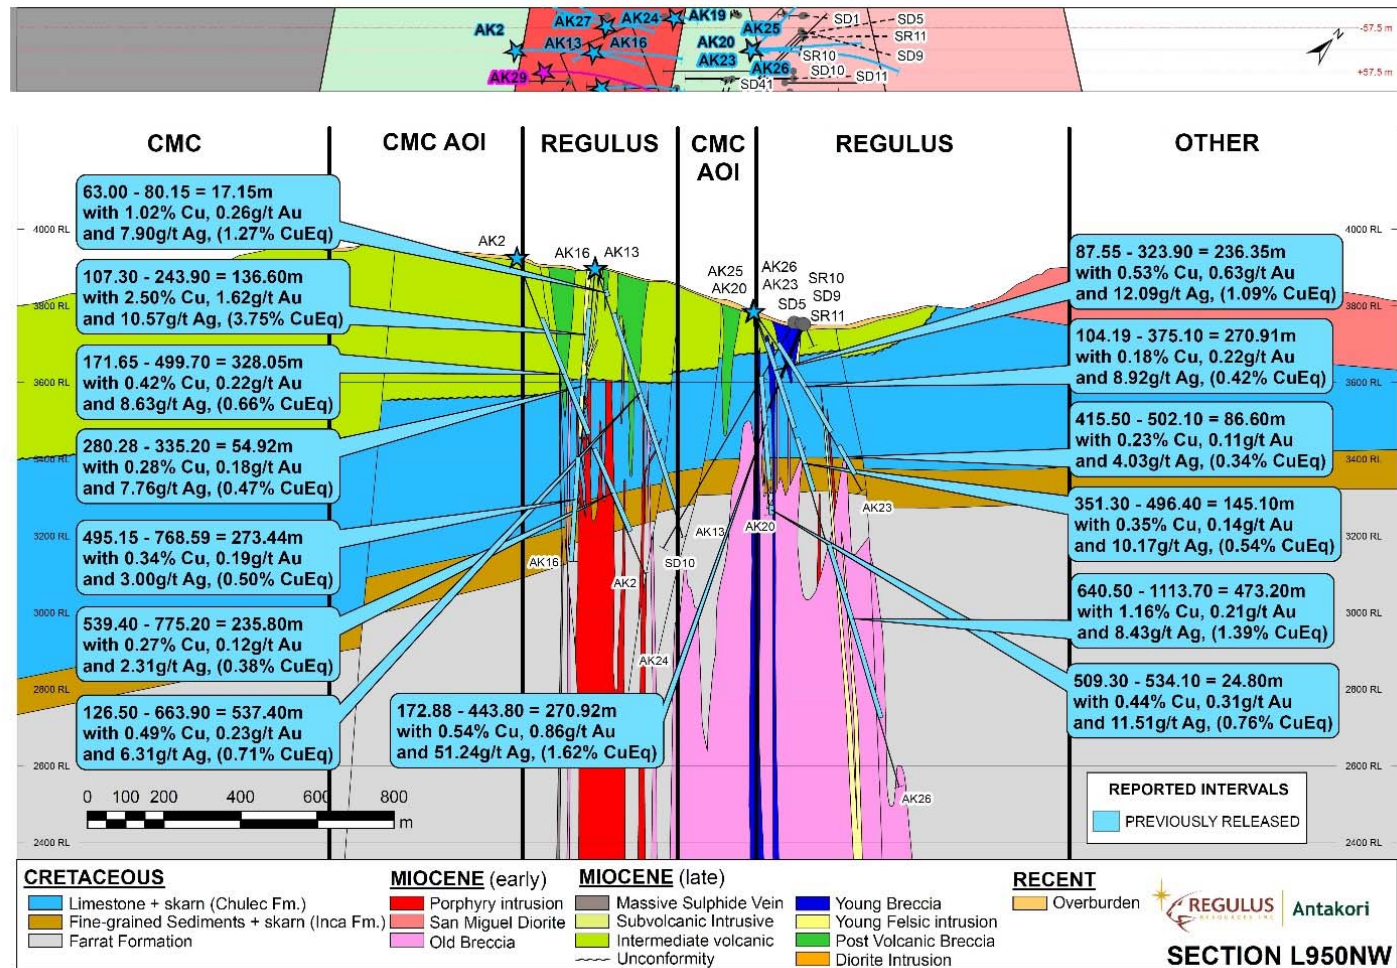 AK2
AK27
AK24
AK19
AK13
AK16
AK29
AK25
AK20
AK23
AK26
SD1
SD5
SR11
SR10
SD9
SD10
SD11
SD41
-57.5 m
+57.5 m
N
CMC
CMC AOI
REGULUS
CMC
AOI
REGULUS
OTHER
63.00 - 80.15 = 17.15m
with 1.02% Cu, 0.26g/t Au
and 7.90g/t Ag, (1.27% CuEq)
107.30 - 243.90 = 136.60m
with 2.50% Cu, 1.62g/t Au
and 10.57g/t Ag, (3.75% CuEq)
171.65 - 499.70 = 328.05m
with 0.42% Cu, 0.22g/t Au
and 8.63g/t Ag, (0.66% CuEq)
280.28 - 335.20 = 54.92m
with 0.28% Cu, 0.18g/t Au
and 7.76g/t Ag, (0.47% CuEq)
495.15 - 768.59 = 273.44m
with 0.34% Cu, 0.19g/t Au
and 3.00g/t Ag, (0.50% CuEq)
539.40 - 775.20 = 235.80m
with 0.27% Cu, 0.12g/t Au
and 2.31g/t Ag, (0.38% CuEq)
126.50 - 663.90 = 537.40m
with 0.49% Cu, 0.23g/t Au
and 6.31g/t Ag, (0.71% CuEq)
172.88 - 443.80 = 270.92m
with 0.54% Cu, 0.86g/t Au
and 51.24g/t Ag, (1.62% CuEq)
87.55 - 323.90 = 236.35m
with 0.53% Cu, 0.63g/t Au
and 12.09g/t Ag, (1.09% CuEq)
104.19 - 375.10 = 270.91m
with 0.18% Cu, 0.22g/t Au
and 8.92g/t Ag, (0.42% CuEq)
415.50 - 502.10 = 86.60m
with 0.23% Cu, 0.11g/t Au
and 4.03g/t Ag, (0.34% CuEq)
351.30 - 496.40 = 145.10m
with 0.35% Cu, 0.14g/t Au
and 10.17g/t Ag, (0.54% CuEq)
640.50 - 1113.70 = 473.20m
with 1.16% Cu, 0.21g/t Au
and 8.43g/t Ag, (1.39% CuEq)
509.30 - 534.10 = 24.80m
with 0.44% Cu, 0.31g/t Au
and 11.51g/t Ag, (0.76% CuEq)
4000 RL
3800 RL
3600 RL
3400 RL
3200 RL
3000 RL
2800 RL
2600 RL
2400 RL
4000 RL
3800 RL
3600 RL
3400 RL
3200 RL
3000 RL
2800 RL
2600 RL
2400 RL
AK2
AK16
AK13
AK25
AK20
AK26
AK23
SD5
SR10
SD9
SR11
AK16
AK2
SD10
AK13
AK20
AK23
AK24
AK26
0 100 200 400 600 800
m
REPORTED INTERVALS
PREVIOUSLY RELEASED
CRETACEOUS
Limestone + skarn (Chulec Fm.)
Fine-grained Sediments + skarn (Inca Fm.)
Farrat Formation
MIOCENE (early)
Porphyry intrusion
San Miguel Diorite
Old Breccia
MIOCENE (late)
Massive Sulphide Vein
Subvolcanic Intrusive
Intermediate volcanic
Unconformity
Young Breccia
Young Felsic intrusion
Post Volcanic Breccia
Diorite Intrusion
RECENT
Overburden
REGULUS
RESOURCES INC
Antakori
SECTION L950NW